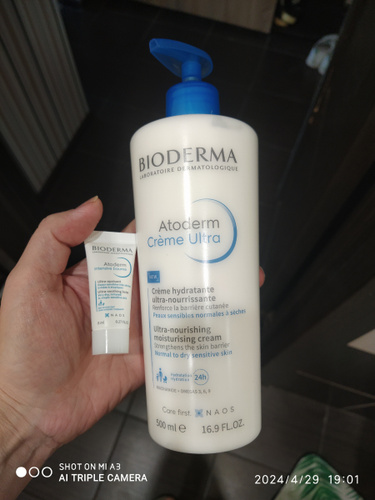 BIODERMA
LABORATOIRE DERMATOLOGIQUE
Atoderm
Crème Ultra
Crème hydratante
ultra-nourrissante
Renforce la barrière cutanée
Peaux sensibles normales à sèches
Ultra-nourishing
moisturising cream
Strengthens the skin barrier
Normal to dry sensitive skin
24h
Care first. NAOS
500 ml e 16.9 FL.OZ.
BIODERMA
Atoderm
NAOS
SHOT ON MI A3
AI TRIPLE CAMERA
2024/4/29 19:01